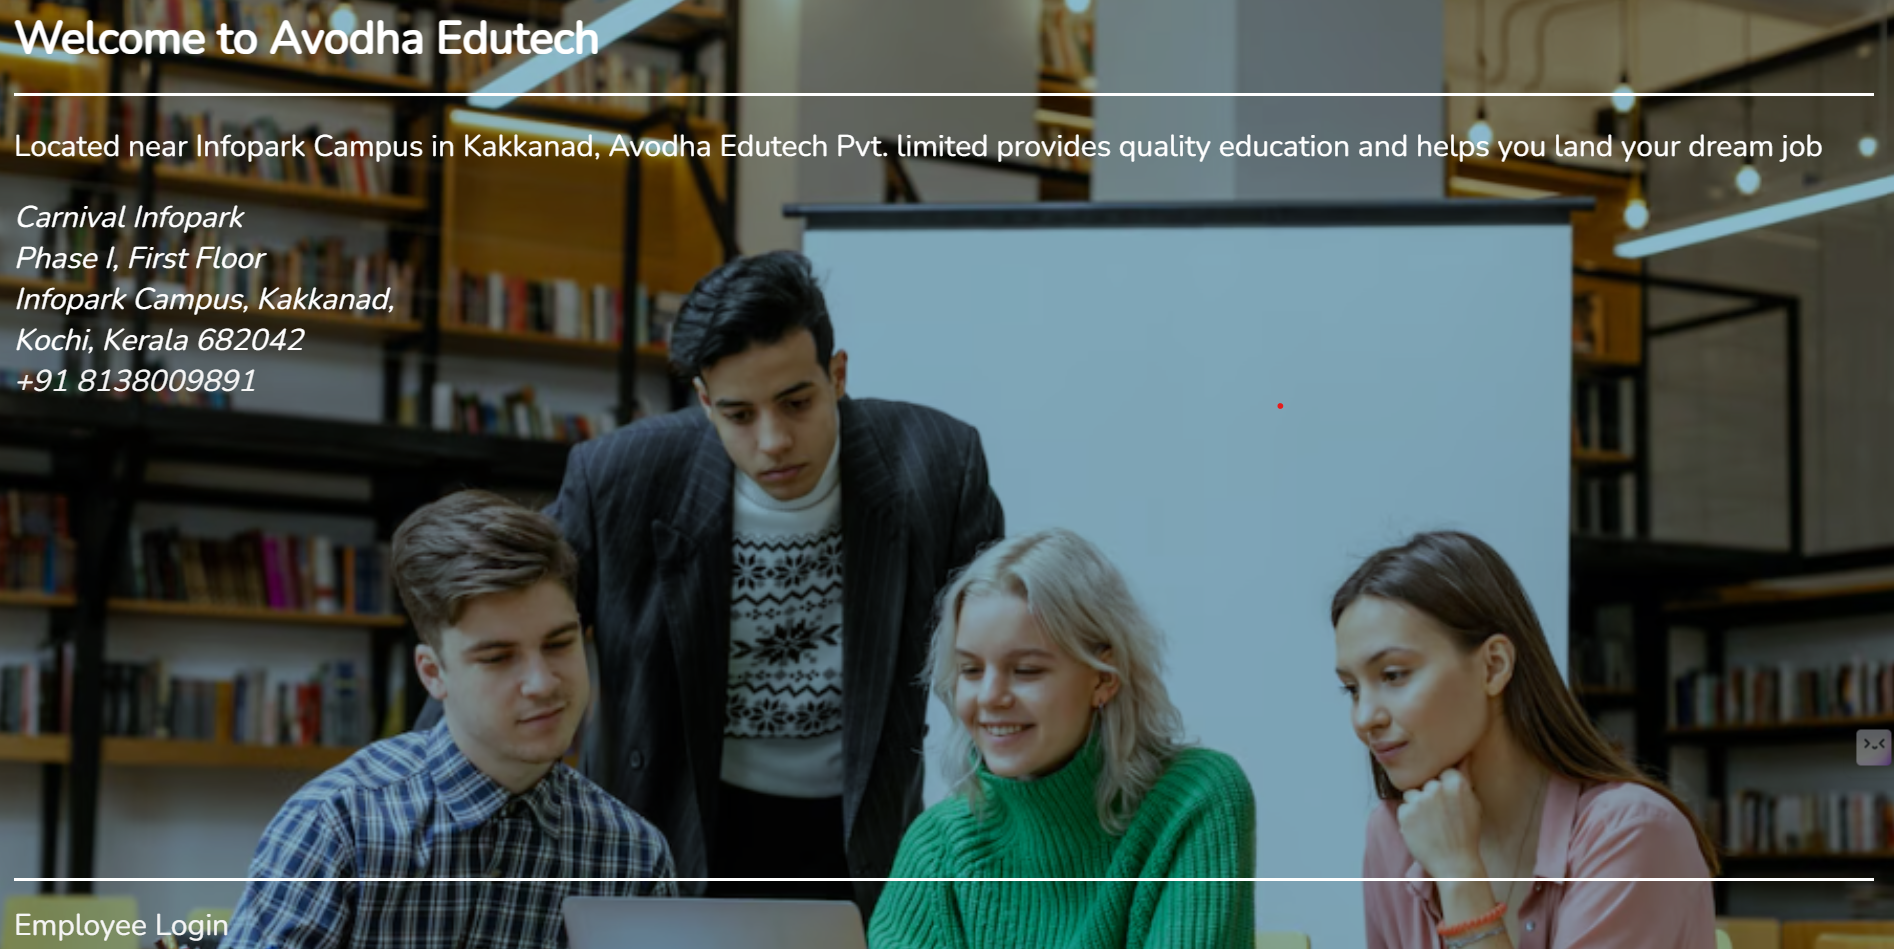 Welcome to Avodha Edutech
Located near Infopark Campus in Kakkanad, Avodha Edutech Pvt. limited provides quality education and helps you land your dream job
Carnival Infopark
Phase I, First Floor
Infopark Campus, Kakkanad,
Kochi, Kerala 682042
+91 8138009891
Employee Login